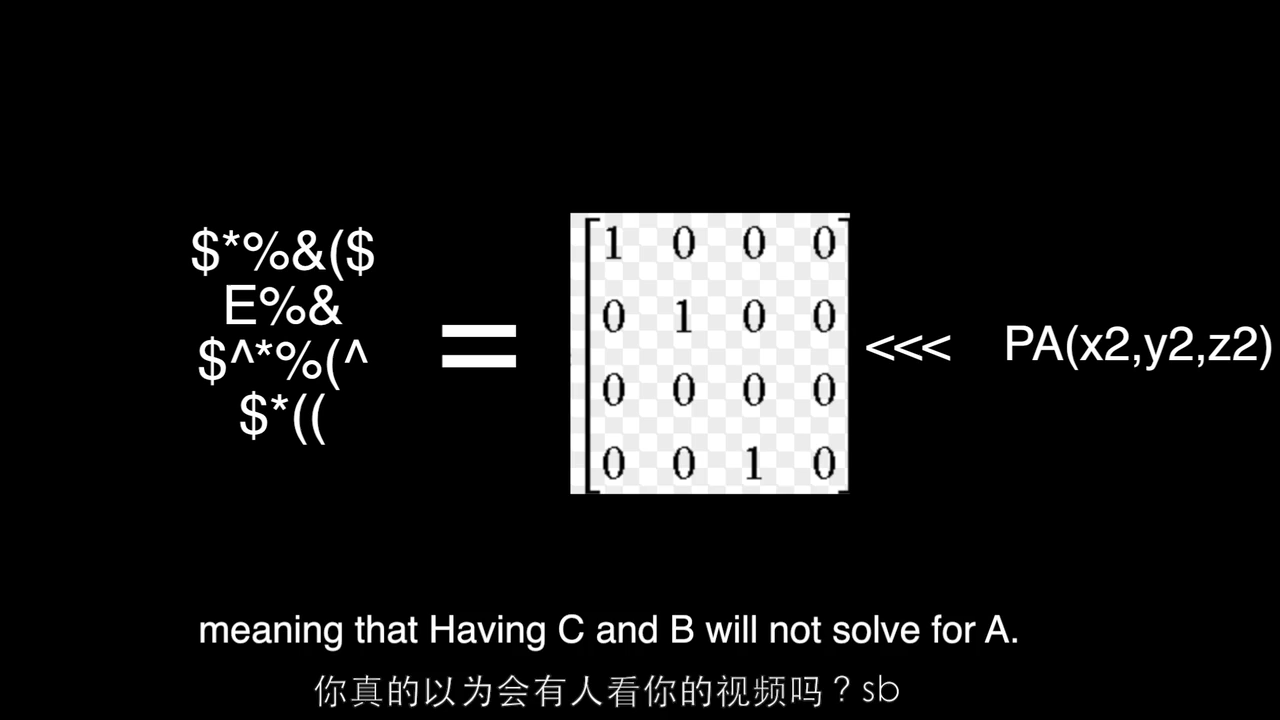 $*%&($
E%&
$^*%(^
$*((
=
1 0 0 0
0 1 0 0
0 0 0 0
0 0 1 0
<<< PA(x2,y2,z2)
meaning that Having C and B will not solve for A.
你真的以为会有人看你的视频吗？sb